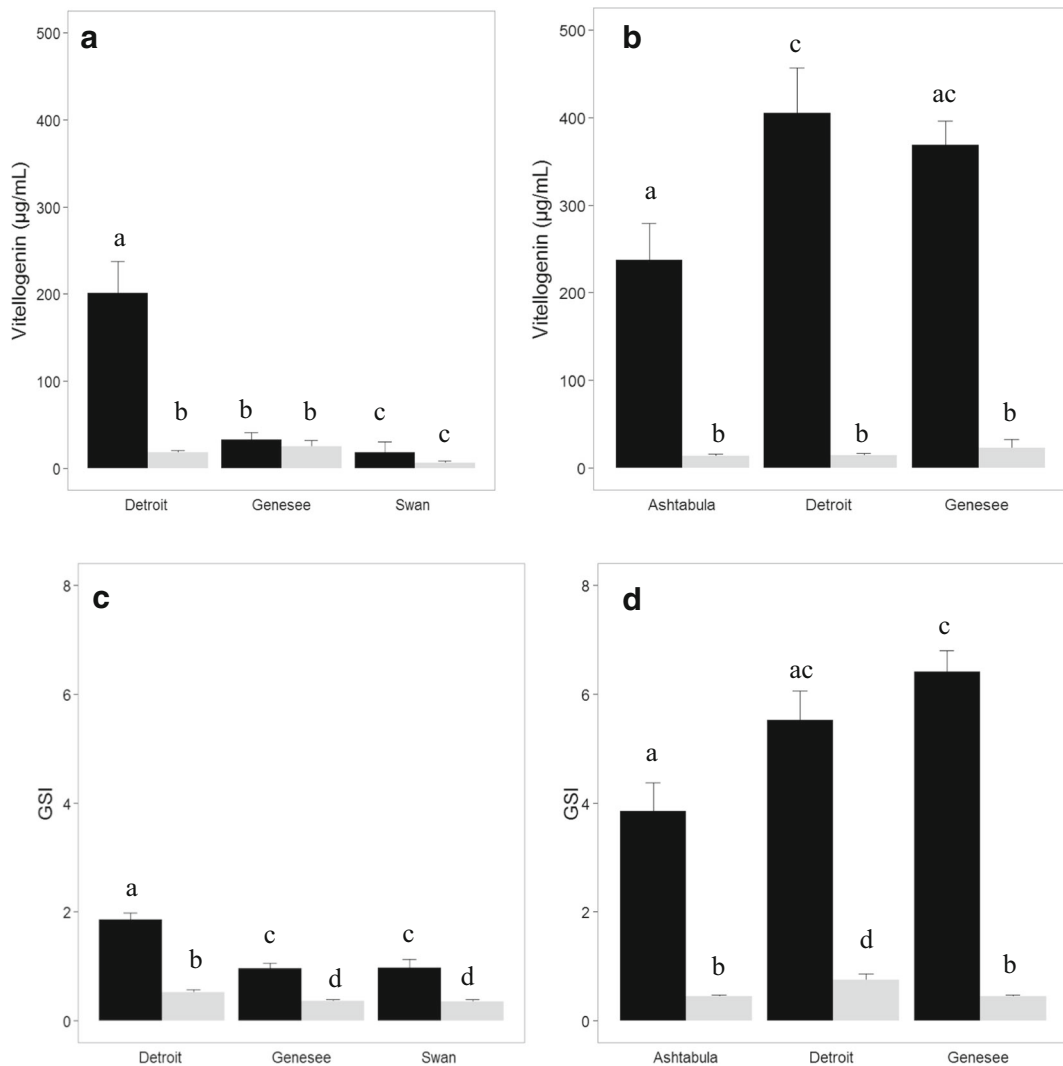 a
500
400
300
200
100
0
Vitellogenin (µg/mL)
a
b
b
b
c
c
Detroit Genesee Swan
b
500
400
300
200
100
0
Vitellogenin (µg/mL)
a
b
c
b
ac
b
Ashtabula Detroit Genesee
c
8
6
4
2
0
GSI
a
b
c
d
c
d
Detroit Genesee Swan
d
8
6
4
2
0
GSI
a
b
ac
d
c
b
Ashtabula Detroit Genesee